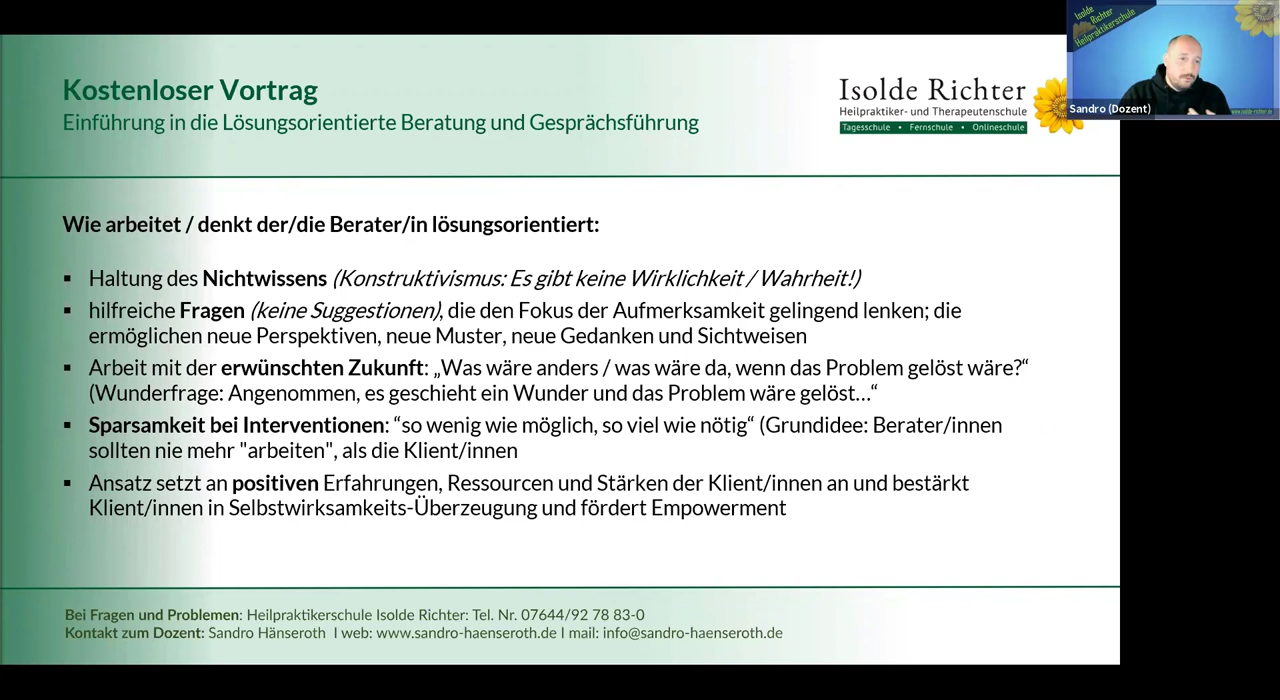 Kostenloser Vortrag
Einführung in die Lösungsorientierte Beratung und Gesprächsführung
Isolde Richter
Heilpraktiker- und Therapeutenschule
Tagesschule • Fernschule • Onlineschule
Isolde
Richter
Heilpraktikerschule
Sandro (Dozent)
www.isolde-richter.de
Wie arbeitet / denkt der/die Berater/in lösungsorientiert:
▪ Haltung des Nichtwissens (Konstruktivismus: Es gibt keine Wirklichkeit / Wahrheit!)
▪ hilfreiche Fragen (keine Suggestionen), die den Fokus der Aufmerksamkeit gelingend lenken; die
ermöglichen neue Perspektiven, neue Muster, neue Gedanken und Sichtweisen
▪ Arbeit mit der erwünschten Zukunft: „Was wäre anders / was wäre da, wenn das Problem gelöst wäre?“
(Wunderfrage: Angenommen, es geschieht ein Wunder und das Problem wäre gelöst…“
▪ Sparsamkeit bei Interventionen: “so wenig wie möglich, so viel wie nötig“ (Grundidee: Berater/innen
sollten nie mehr "arbeiten", als die Klient/innen
▪ Ansatz setzt an positiven Erfahrungen, Ressourcen und Stärken der Klient/innen an und bestärkt
Klient/innen in Selbstwirksamkeits-Überzeugung und fördert Empowerment
Bei Fragen und Problemen: Heilpraktikerschule Isolde Richter: Tel. Nr. 07644/92 78 83-0
Kontakt zum Dozent: Sandro Hänseroth I web: www.sandro-haenseroth.de I mail: info@sandro-haenseroth.de